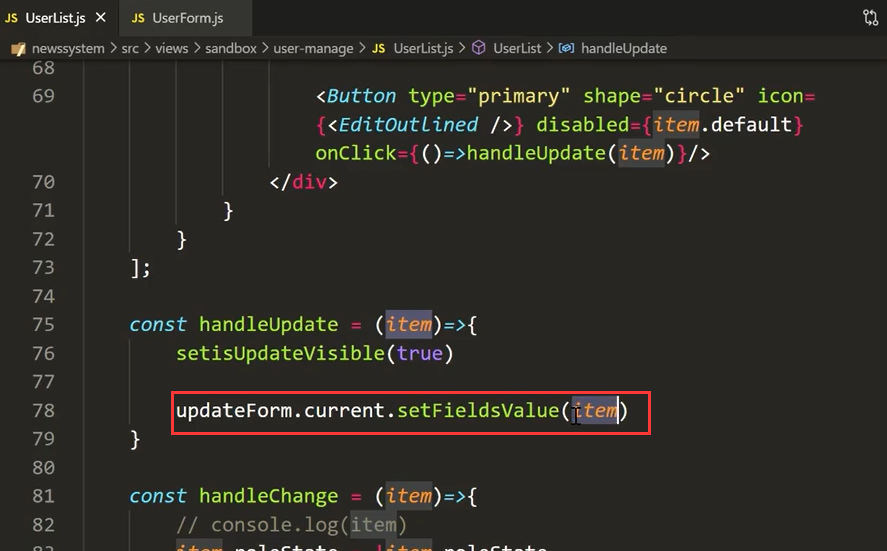 JS UserList.js ×
JS UserForm.js
newssystem > src > views > sandbox > user-manage > JS UserList.js > UserList > handleUpdate
68
69 <Button type="primary" shape="circle" icon=
{<EditOutlined />} disabled={item.default}
onClick={()=>handleUpdate(item)}/>
70 </div>
71 }
72 }
73 ];
74
75 const handleUpdate = (item)=>{
76 setisUpdateVisible(true)
77
78 updateForm.current.setFieldsValue(item)
79 }
80
81 const handleChange = (item)=>{
82 // console.log(item)